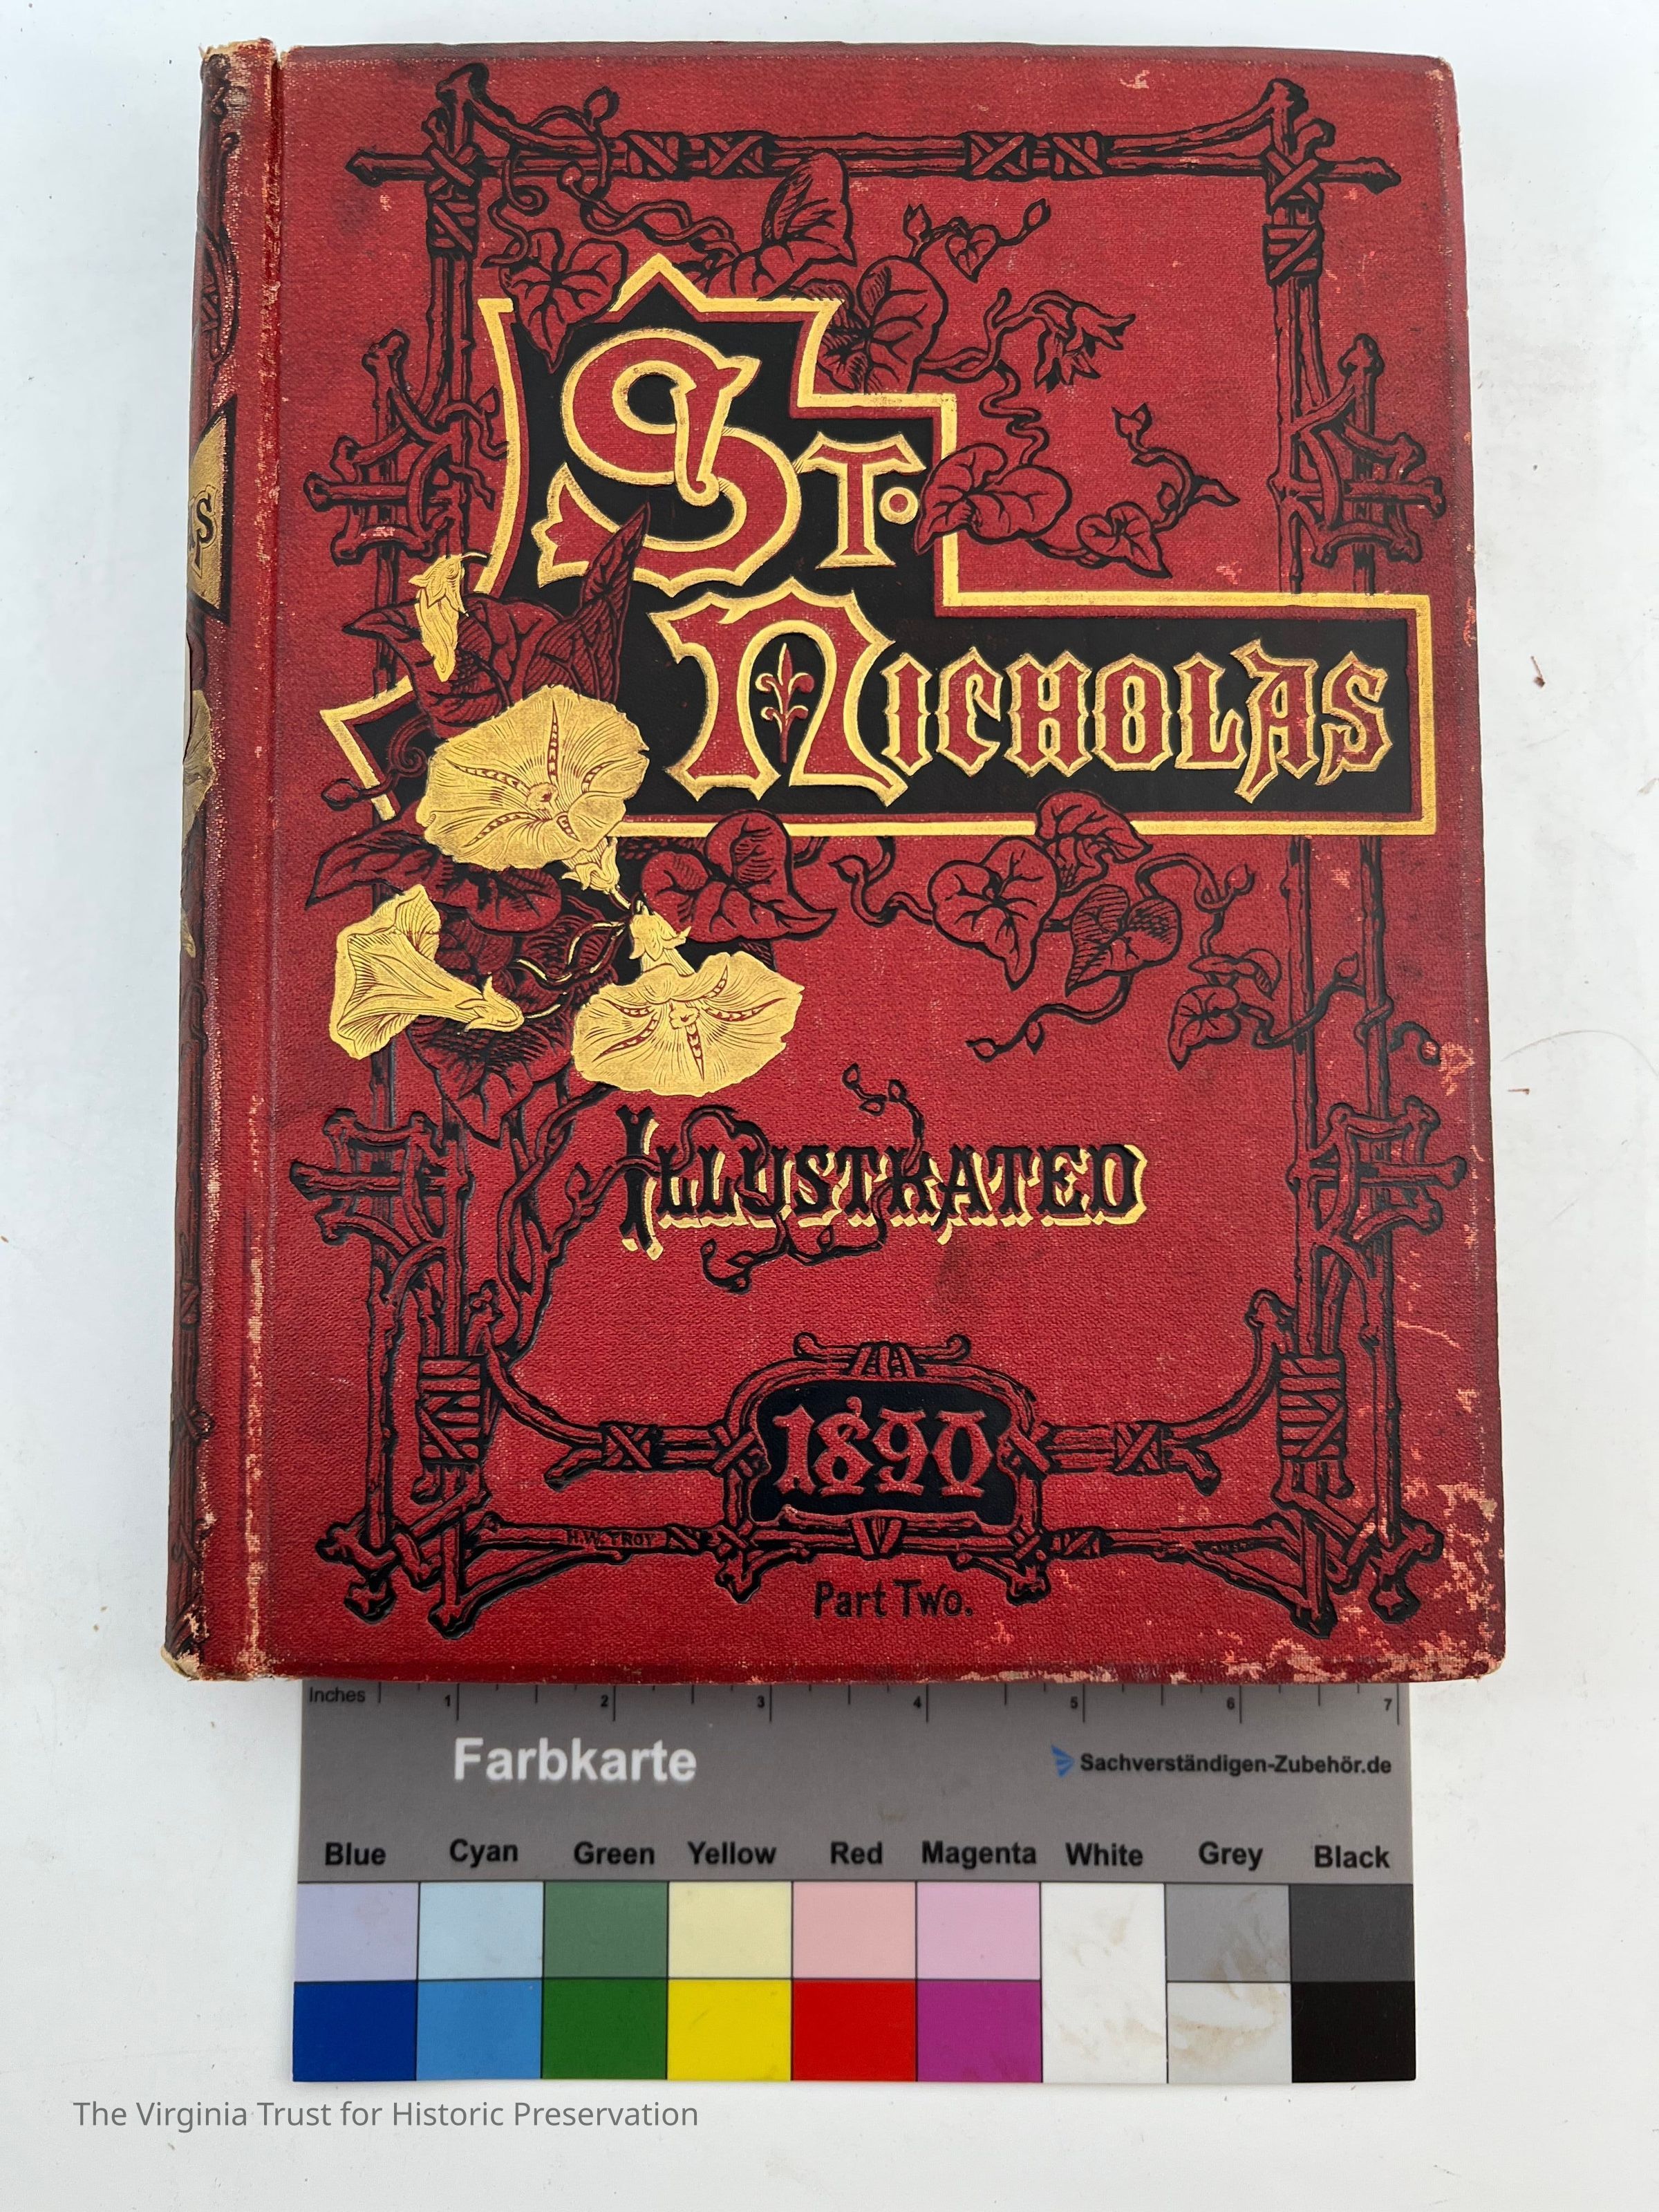 ST.
NICHOLAS
ILLUSTRATED
1890
H.W. TROY
Part Two.
Inches 1 2 3 4 5 6 7
Farbkarte
Sachverständigen-Zubehör.de
Blue Cyan Green Yellow Red Magenta White Grey Black
The Virginia Trust for Historic Preservation